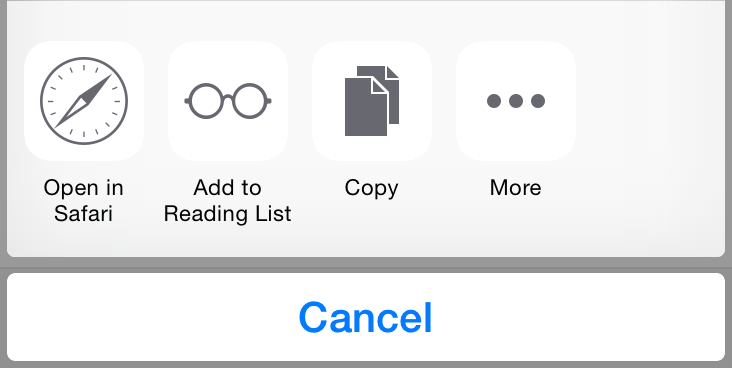 Open in
Safari
Add to
Reading List
Copy
More
Cancel